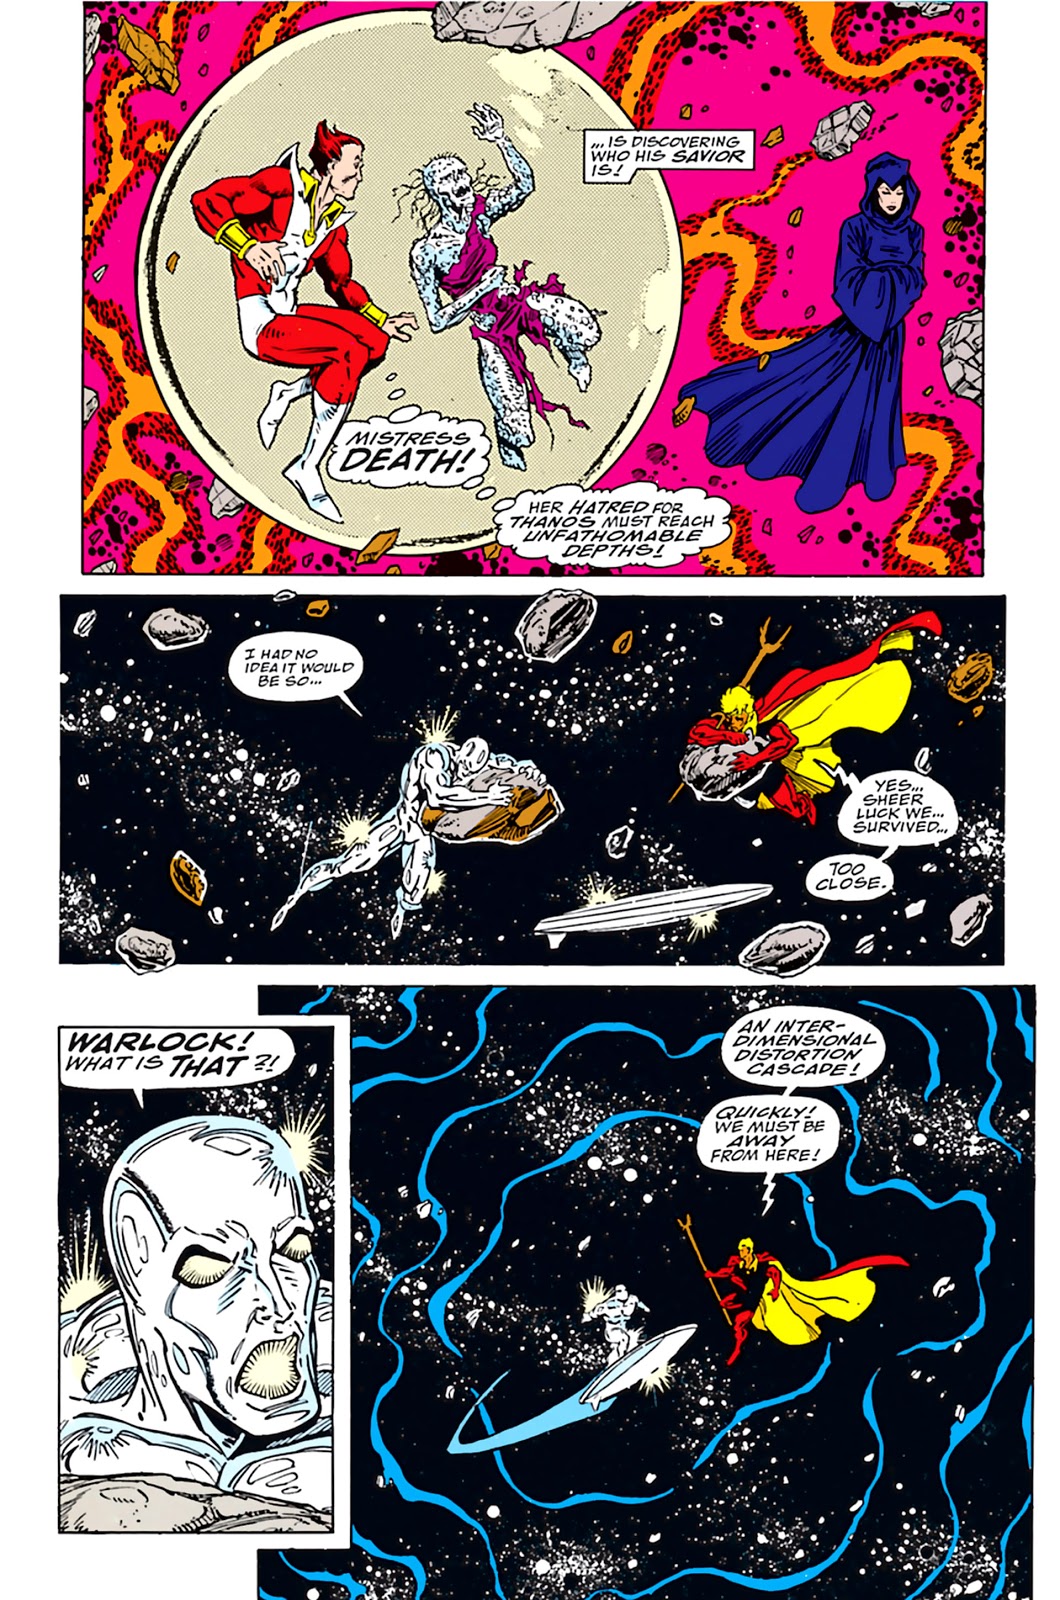 ...IS DISCOVERING
WHO HIS SAVIOR
IS!
MISTRESS
DEATH!
HER HATRED FOR
THANOS MUST REACH
UNFATHOMABLE
DEPTHS!
I HAD NO
IDEA IT WOULD
BE SO...
YES...
SHEER
LUCK WE...
SURVIVED...
TOO
CLOSE.
WARLOCK!
WHAT IS THAT?!
AN INTER-
DIMENSIONAL
DISTORTION
CASCADE!
QUICKLY!
WE MUST BE
AWAY
FROM HERE!